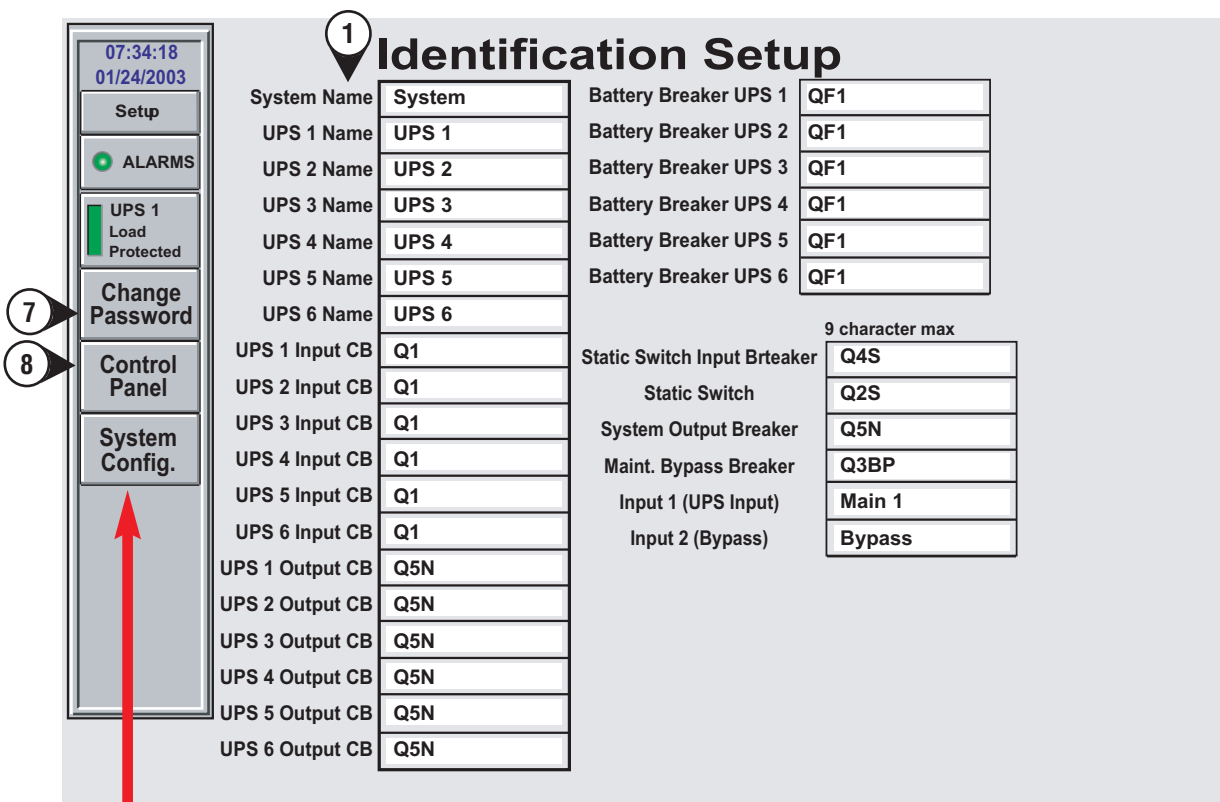 07:34:18
01/24/2003
Setup
ALARMS
UPS 1
Load
Protected
7
Change
Password
8
Control
Panel
System
Config.
1
Identification Setup
System Name System
UPS 1 Name UPS 1
UPS 2 Name UPS 2
UPS 3 Name UPS 3
UPS 4 Name UPS 4
UPS 5 Name UPS 5
UPS 6 Name UPS 6
UPS 1 Input CB Q1
UPS 2 Input CB Q1
UPS 3 Input CB Q1
UPS 4 Input CB Q1
UPS 5 Input CB Q1
UPS 6 Input CB Q1
UPS 1 Output CB Q5N
UPS 2 Output CB Q5N
UPS 3 Output CB Q5N
UPS 4 Output CB Q5N
UPS 5 Output CB Q5N
UPS 6 Output CB Q5N
Battery Breaker UPS 1 QF1
Battery Breaker UPS 2 QF1
Battery Breaker UPS 3 QF1
Battery Breaker UPS 4 QF1
Battery Breaker UPS 5 QF1
Battery Breaker UPS 6 QF1
9 character max
Static Switch Input Brteaker Q4S
Static Switch Q2S
System Output Breaker Q5N
Maint. Bypass Breaker Q3BP
Input 1 (UPS Input) Main 1
Input 2 (Bypass) Bypass